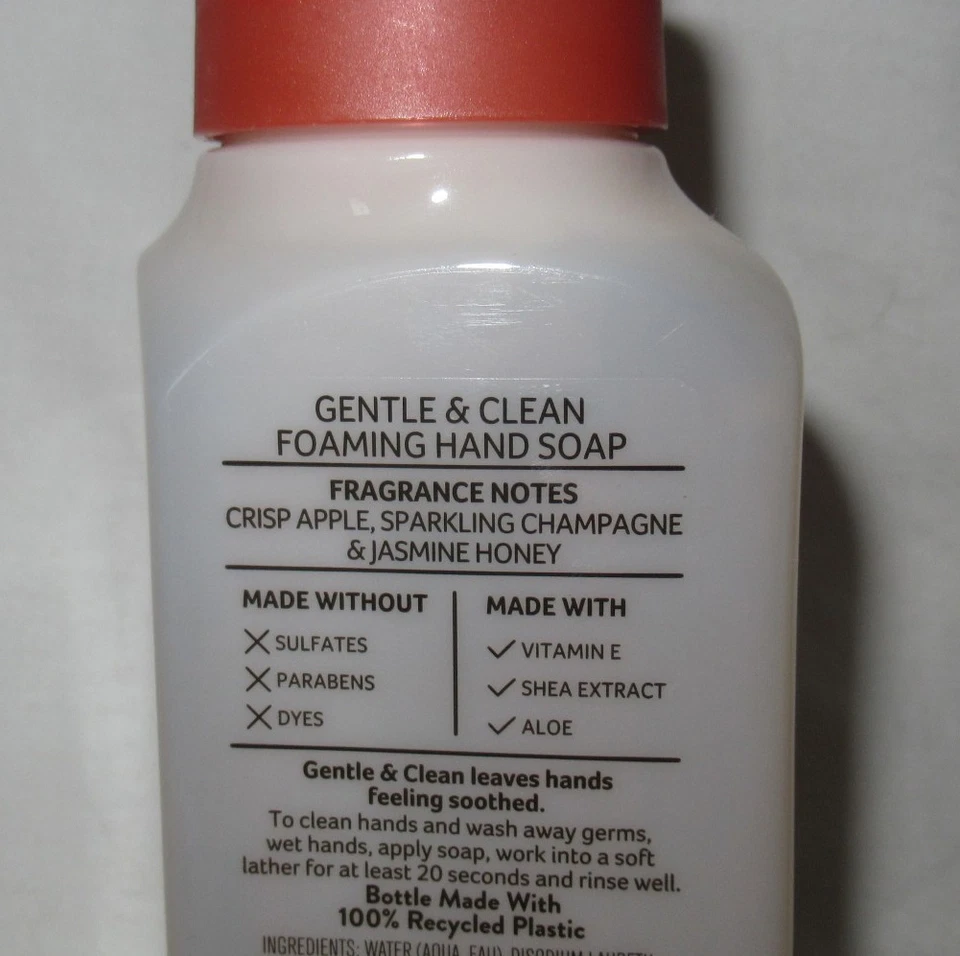 GENTLE & CLEAN
FOAMING HAND SOAP
FRAGRANCE NOTES
CRISP APPLE, SPARKLING CHAMPAGNE
& JASMINE HONEY
MADE WITHOUT
SULFATES
PARABENS
DYES
MADE WITH
VITAMIN E
SHEA EXTRACT
ALOE
Gentle & Clean leaves hands
feeling soothed.
To clean hands and wash away germs,
wet hands, apply soap, work into a soft
lather for at least 20 seconds and rinse well.
Bottle Made With
100% Recycled Plastic
INGREDIENTS: WATER (AQUA, EAU), DISODIUM